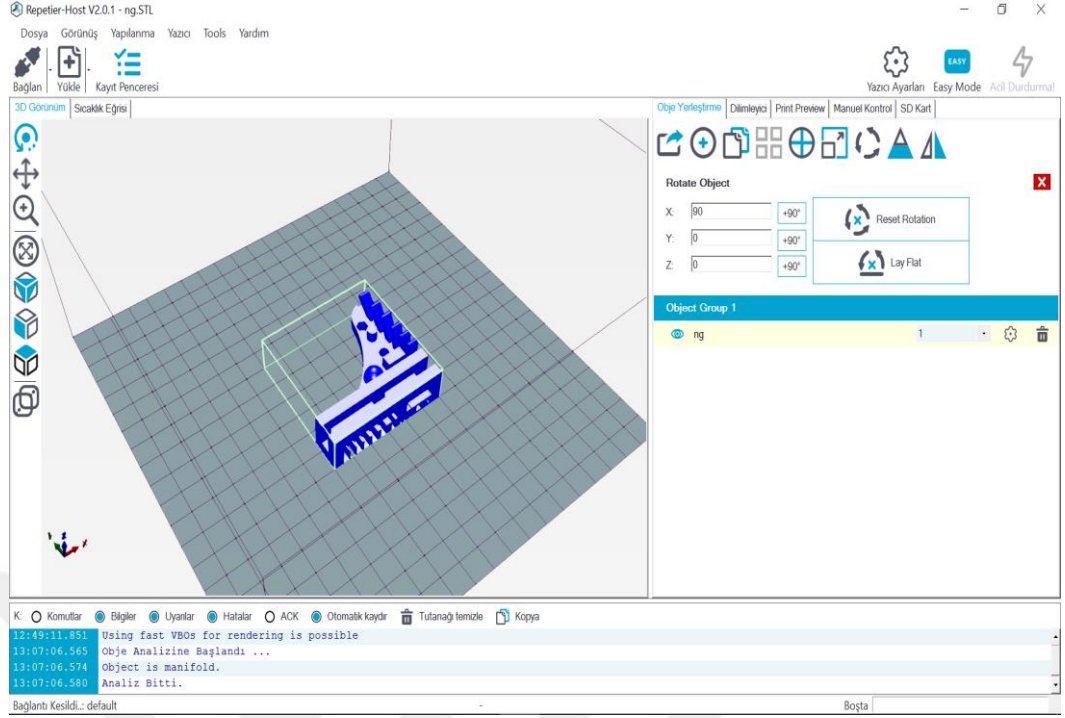 Repetier-Host V2.0.1 - ng.STL
Dosya Görünüş Yapılanma Yazıcı Tools Yardım
EASY
Bağlan Yükle Kayıt Penceresi Yazıcı Ayarları Easy Mode Acil Durdurma!
3D Görünüm Sıcaklık Eğrisi Obje Yerleştirme Dilimleyici Print Preview Manuel Kontrol SD Kart
Rotate Object
X: 90 +90° Reset Rotation
Y: 0 +90°
Z: 0 +90° Lay Flat
Object Group 1
ng 1
K: Komutlar Bilgiler Uyarılar Hatalar ACK Otomatik kaydır Tutanağı temizle Kopya
12:49:11.851 Using fast VBOs for rendering is possible
13:07:06.565 Obje Analizine Başlandı ...
13:07:06.574 Object is manifold.
13:07:06.580 Analiz Bitti.
Bağlantı Kesildi..: default - Boşta